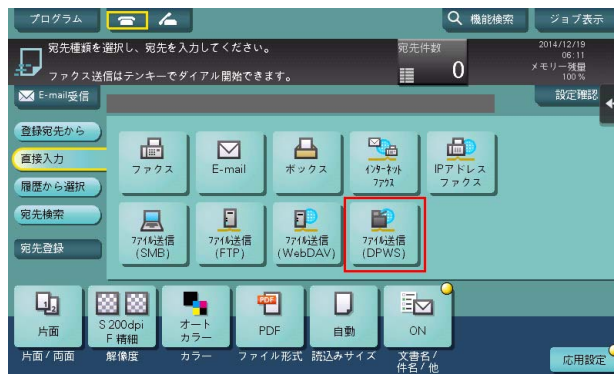 プログラム
機能検索
ジョブ表示
宛先種類を選択し、宛先を入力してください。
ファクス送信はテンキーでダイアル開始できます。
宛先件数
0
2014/12/19
06:11
メモリー残量
100 %
E-mail受信
設定確認
登録宛先から
直接入力
履歴から選択
宛先検索
宛先登録
ファクス
E-mail
ボックス
インターネット
ファクス
IPアドレス
ファクス
ファイル送信
(SMB)
ファイル送信
(FTP)
ファイル送信
(WebDAV)
ファイル送信
(DPWS)
片面
S 200dpi
F 精細
オート
カラー
PDF
PDF
自動
ON
片面/両面
解像度
カラー
ファイル形式
読込みサイズ
文書名/
件名/他
応用設定